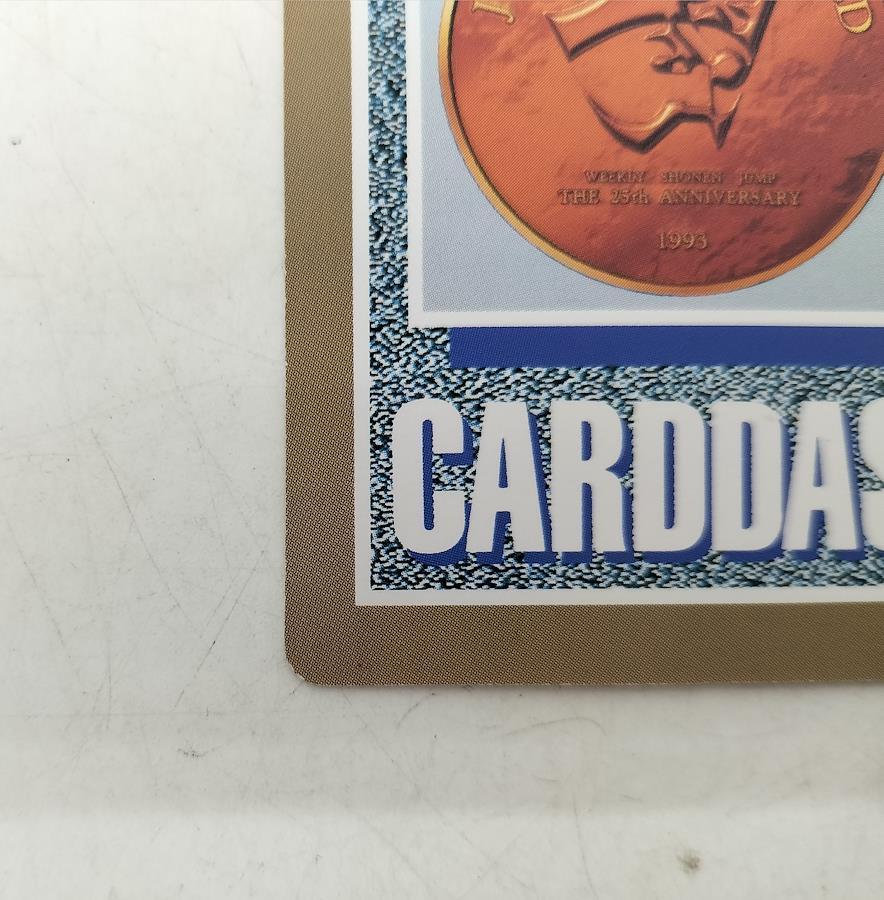 J D
WEEKLY SHONEN JUMP
THE 25th ANNIVERSARY
1993
CARDDAS